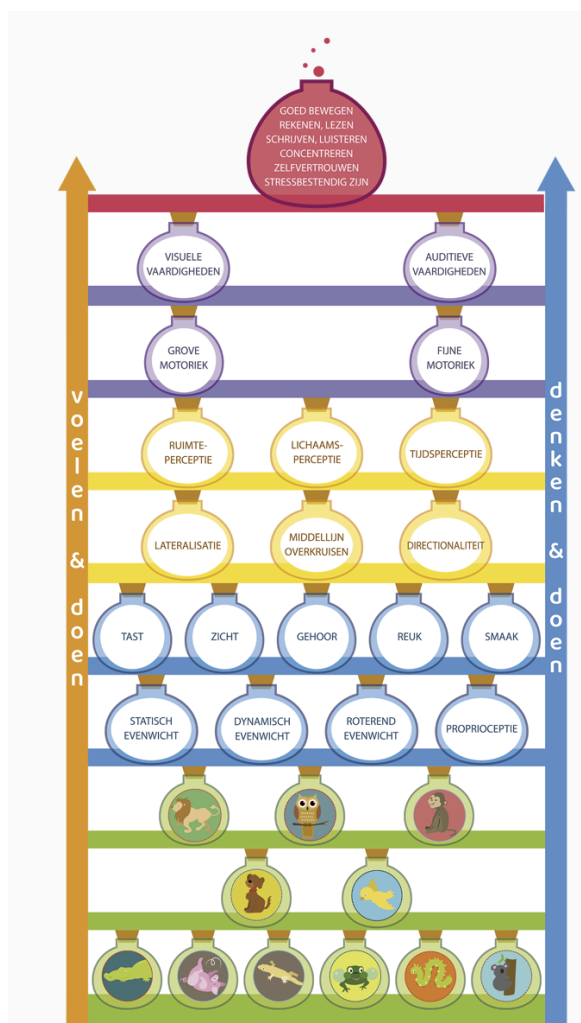 GOED BEWEGEN
REKENEN, LEZEN
SCHRIJVEN, LUISTEREN
CONCENTREREN
ZELFVERTROUWEN
STRESSBESTENDIG ZIJN
VISUELE
VAARDIGHEDEN
AUDITIEVE
VAARDIGHEDEN
GROVE
MOTORIEK
FIJNE
MOTORIEK
RUIMTE-
PERCEPTIE
LICHAAMS-
PERCEPTIE
TIJDSPERCEPTIE
LATERALISATIE
MIDDELLIJN
OVERKRUISEN
DIRECTIONALITEIT
TAST
ZICHT
GEHOOR
REUK
SMAAK
STATISCH
EVENWICHT
DYNAMISCH
EVENWICHT
ROTEREND
EVENWICHT
PROPRIOCEPTIE
voelen & doen
denken & doen